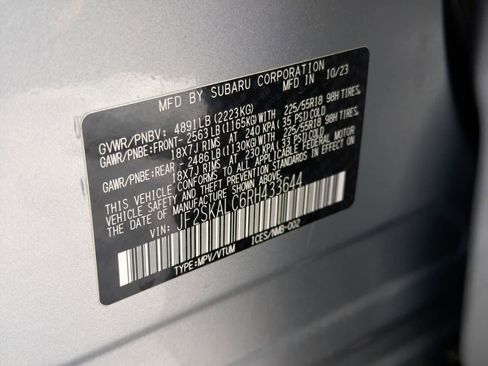 MFD BY SUBARU CORPORATION MFD IN 10/23
GVWR/PNBV: 4891LB(2223KG)
GAWR/PNBE:FRONT- 2563LB(1165KG)WITH 225/55R18 98H TIRES,
18X7J RIMS AT 240 KPA(35 PSI)COLD
GAWR/PNBE:REAR - 2486LB(1130KG)WITH 225/55R18 98H TIRES,
18X7J RIMS AT 230 KPA(33 PSI)COLD
THIS VEHICLE CONFORMS TO ALL APPLICABLE FEDERAL MOTOR
VEHICLE SAFETY STANDARDS IN EFFECT ON
THE DATE OF MANUFACTURE SHOWN ABOVE.
VIN: JF2SKALC6RH433644
TYPE:MPV/VTUM ICES/NMB-002